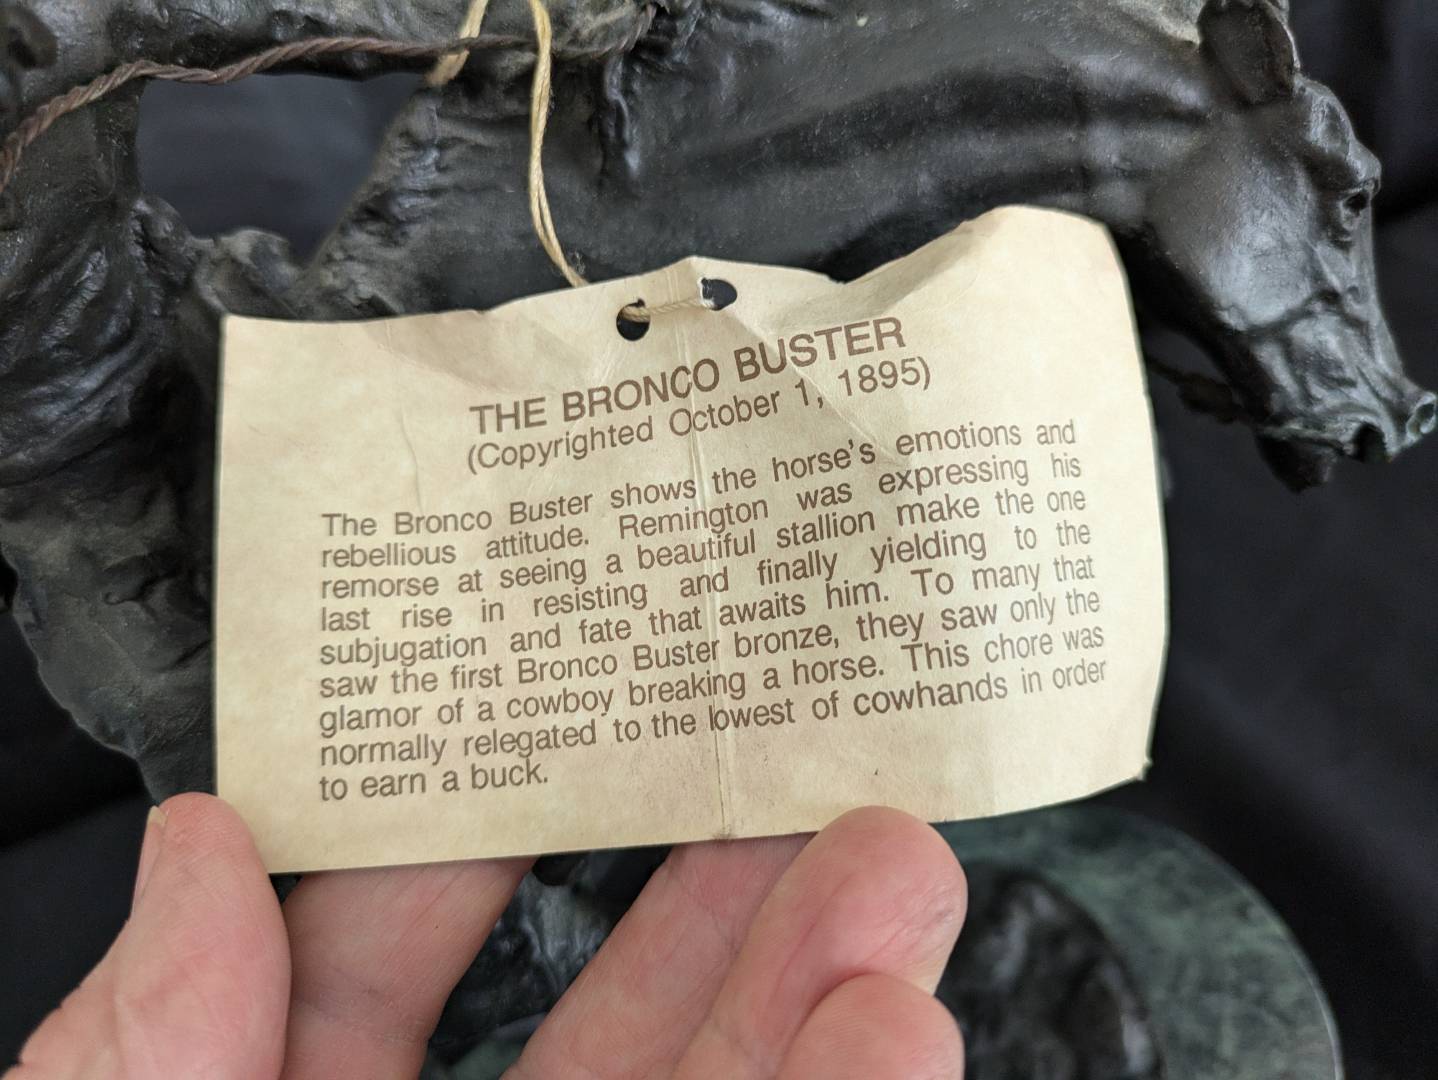 THE BRONCO BUSTER
(Copyrighted October 1, 1895)
The Bronco Buster shows the horse's emotions and
rebellious attitude. Remington was expressing his
remorse at seeing a beautiful stallion make the one
last rise in resisting and finally yielding to the
subjugation and fate that awaits him. To many that
saw the first Bronco Buster bronze, they saw only the
glamor of a cowboy breaking a horse. This chore was
normally relegated to the lowest of cowhands in order
to earn a buck.